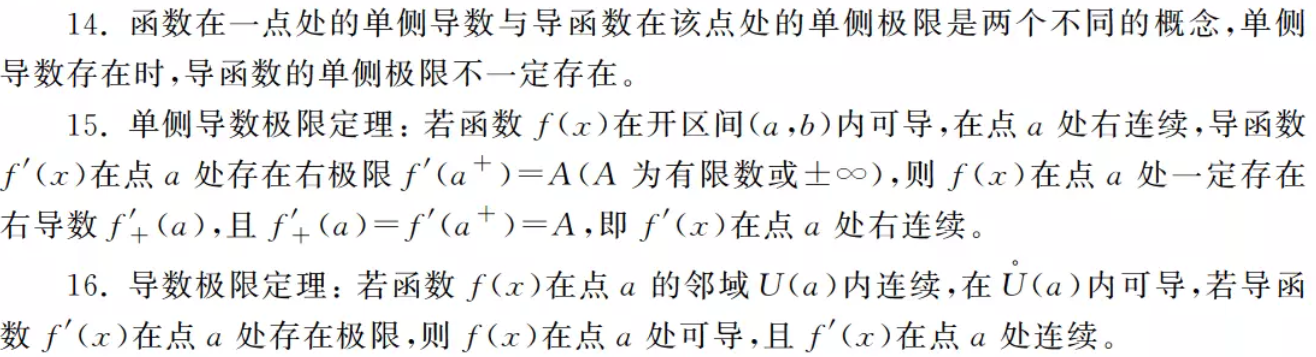 14. 函数在一点处的单侧导数与导函数在该点处的单侧极限是两个不同的概念,单侧
导数存在时,导函数的单侧极限不一定存在。
15. 单侧导数极限定理：若函数 f(x)在开区间(a,b)内可导,在点 a 处右连续,导函数
f′(x)在点 a 处存在右极限 f′(a⁺)=A(A 为有限数或±∞),则 f(x)在点 a 处一定存在
右导数 f′₊(a),且 f′₊(a)=f′(a⁺)=A,即 f′(x)在点 a 处右连续。
16. 导数极限定理：若函数 f(x)在点 a 的邻域 U(a)内连续,在 Ů(a)内可导,若导函
数 f′(x)在点 a 处存在极限,则 f(x)在点 a 处可导,且 f′(x)在点 a 处连续。